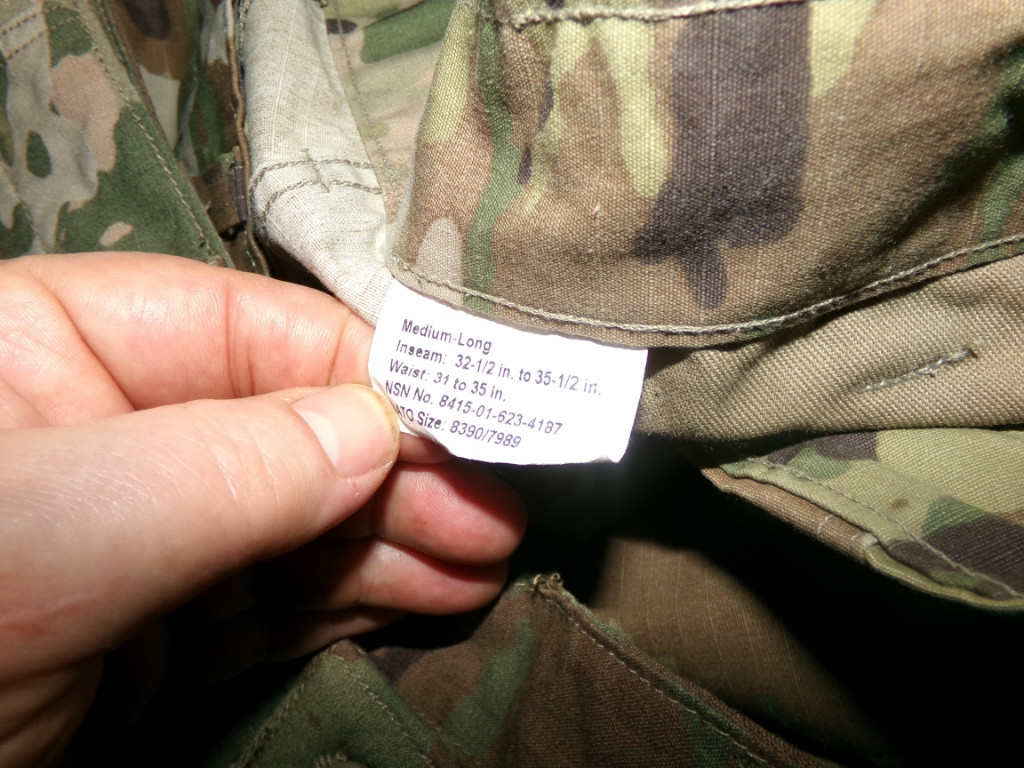 Medium-Long
Inseam: 32-1/2 in. to 35-1/2 in.
Waist: 31 to 35 in.
NSN No. 8415-01-623-4187
ATO Size: 8390/7989